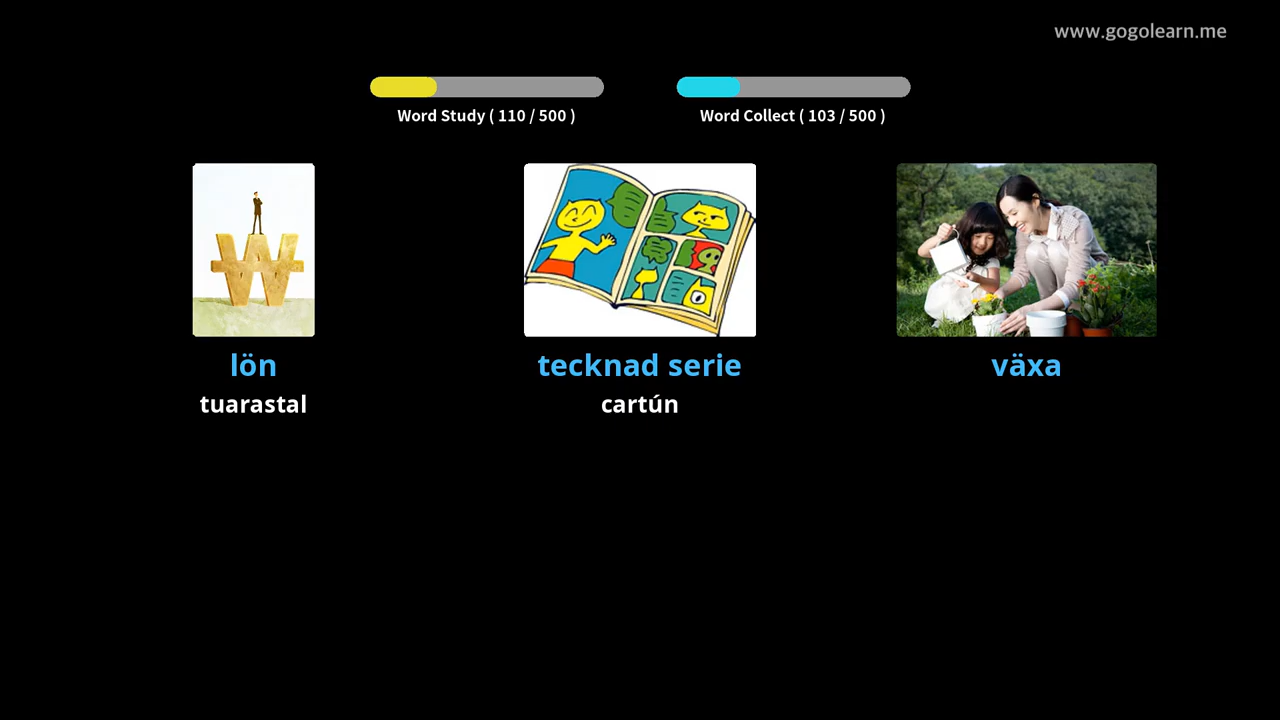 www.gogolearn.me
Word Study ( 110 / 500 )
Word Collect ( 103 / 500 )
lön
tecknad serie
växa
tuarastal
cartún